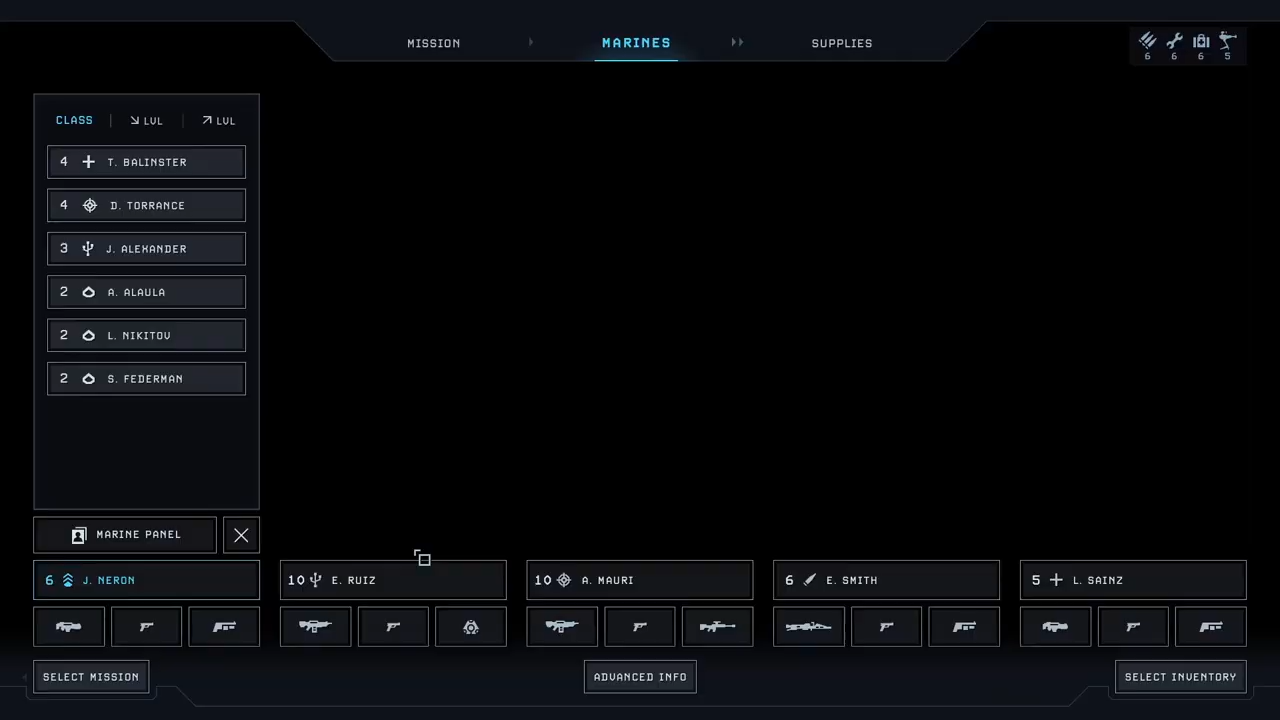 MISSION MARINES SUPPLIES
6 6 6 5
CLASS LVL LVL
4 T. BALINSTER
4 D. TORRANCE
3 J. ALEXANDER
2 A. ALAULA
2 L. NIKITOV
2 S. FEDERMAN
MARINE PANEL
6 J. NERON
10 E. RUIZ
10 A. MAURI
6 E. SMITH
5 L. SAINZ
SELECT MISSION
ADVANCED INFO
SELECT INVENTORY